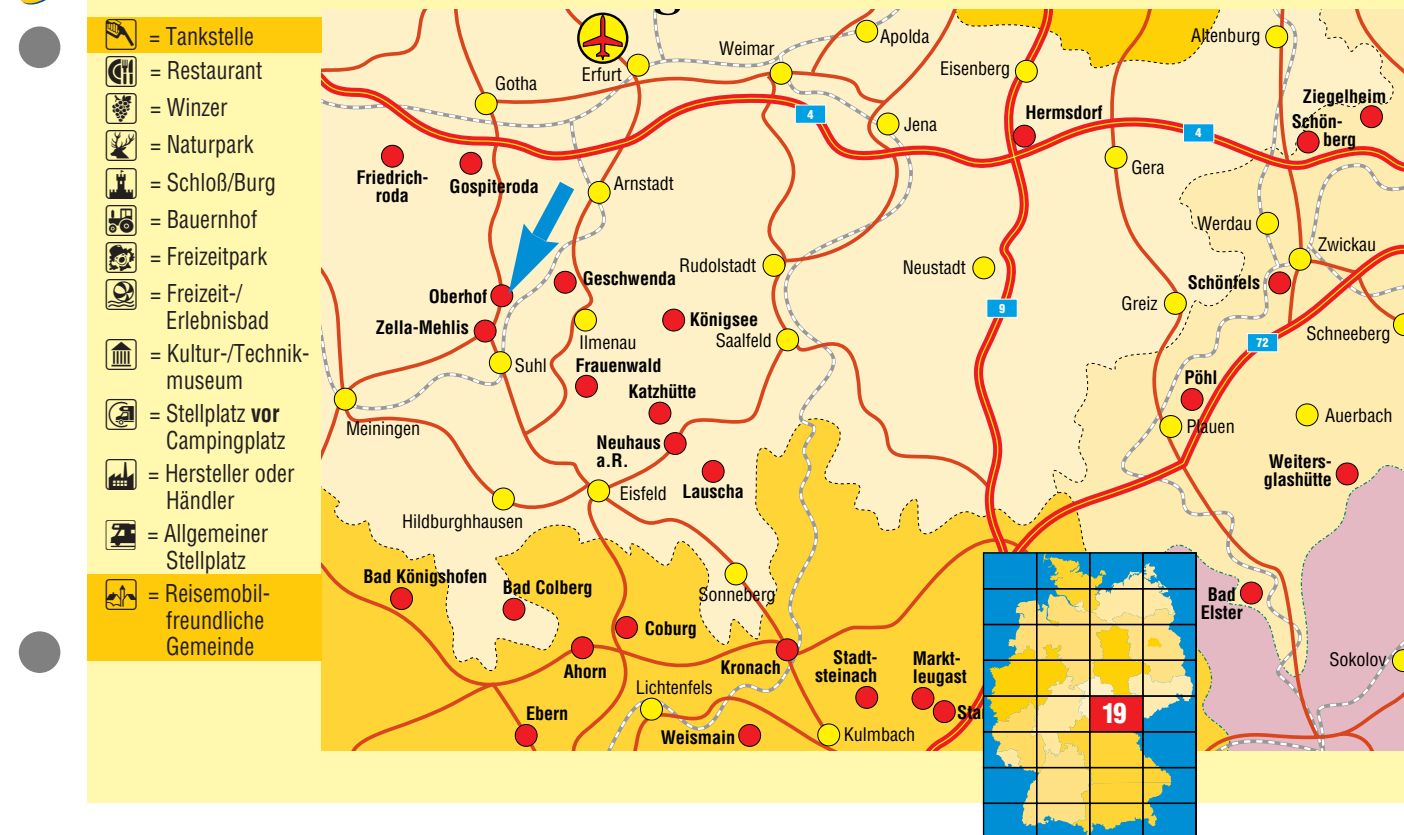 = Tankstelle
= Restaurant
= Winzer
= Naturpark
= Schloß/Burg
= Bauernhof
= Freizeitpark
= Freizeit-/
Erlebnisbad
= Kultur-/Technik-
museum
= Stellplatz vor
Campingplatz
= Hersteller oder
Händler
= Allgemeiner
Stellplatz
= Reisemobil-
freundliche
Gemeinde
Apolda
Altenburg
Weimar
Erfurt
Eisenberg
Gotha
Ziegelheim
Hermsdorf
4
Schön-
berg
4
Jena
Gera
Friedrich-
roda
Gospiteroda
Arnstadt
Werdau
Zwickau
Rudolstadt
Neustadt
Geschwenda
Schönfels
Oberhof
Greiz
9
Königsee
Zella-Mehlis
Ilmenau
Saalfeld
Schneeberg
72
Suhl
Frauenwald
Pöhl
Katzhütte
Auerbach
Meiningen
Plauen
Neuhaus
a.R.
Weiters-
glashütte
Lauscha
Eisfeld
Hildburghhausen
Bad Königshofen
Bad Colberg
Sonneberg
Bad
Elster
Coburg
Ahorn
Kronach
Stadt-
steinach
Markt-
leugast
Sokolov
Lichtenfels
Ebern
Weismain
Kulmbach
Sta
19